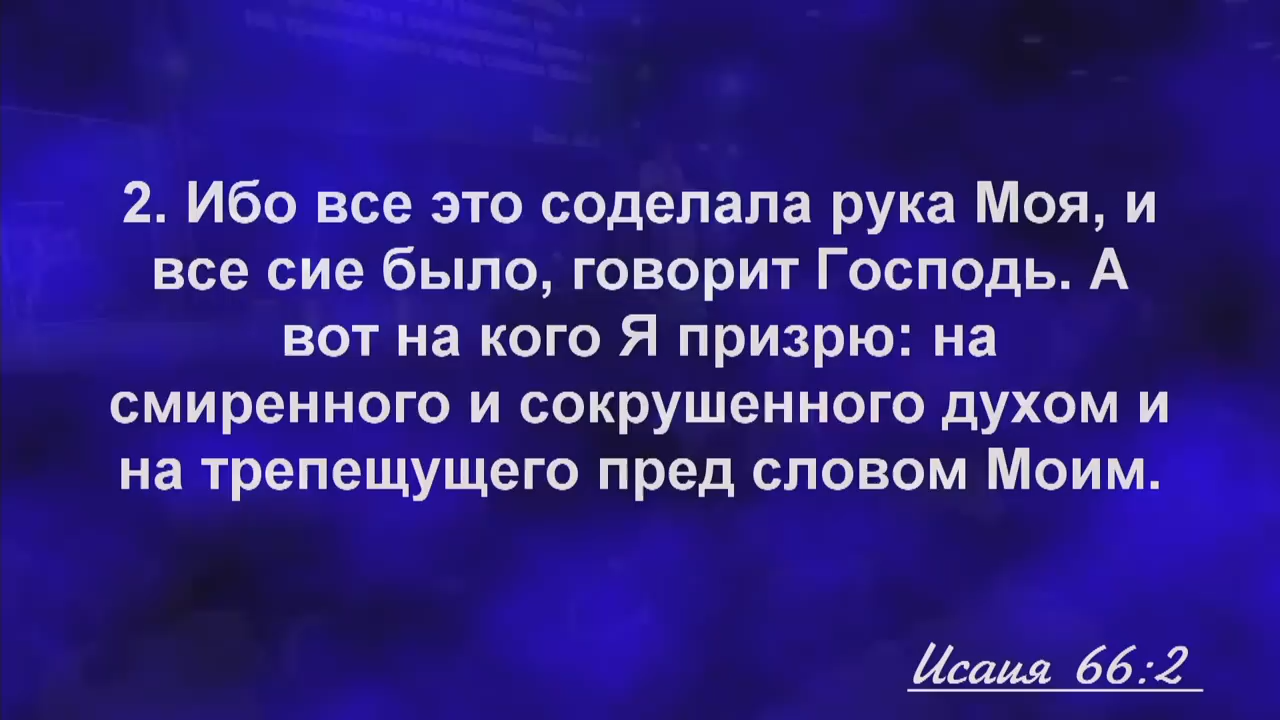 2. Ибо все это соделала рука Моя, и
все сие было, говорит Господь. А
вот на кого Я призрю: на
смиренного и сокрушенного духом и
на трепещущего пред словом Моим.
Исаия 66:2